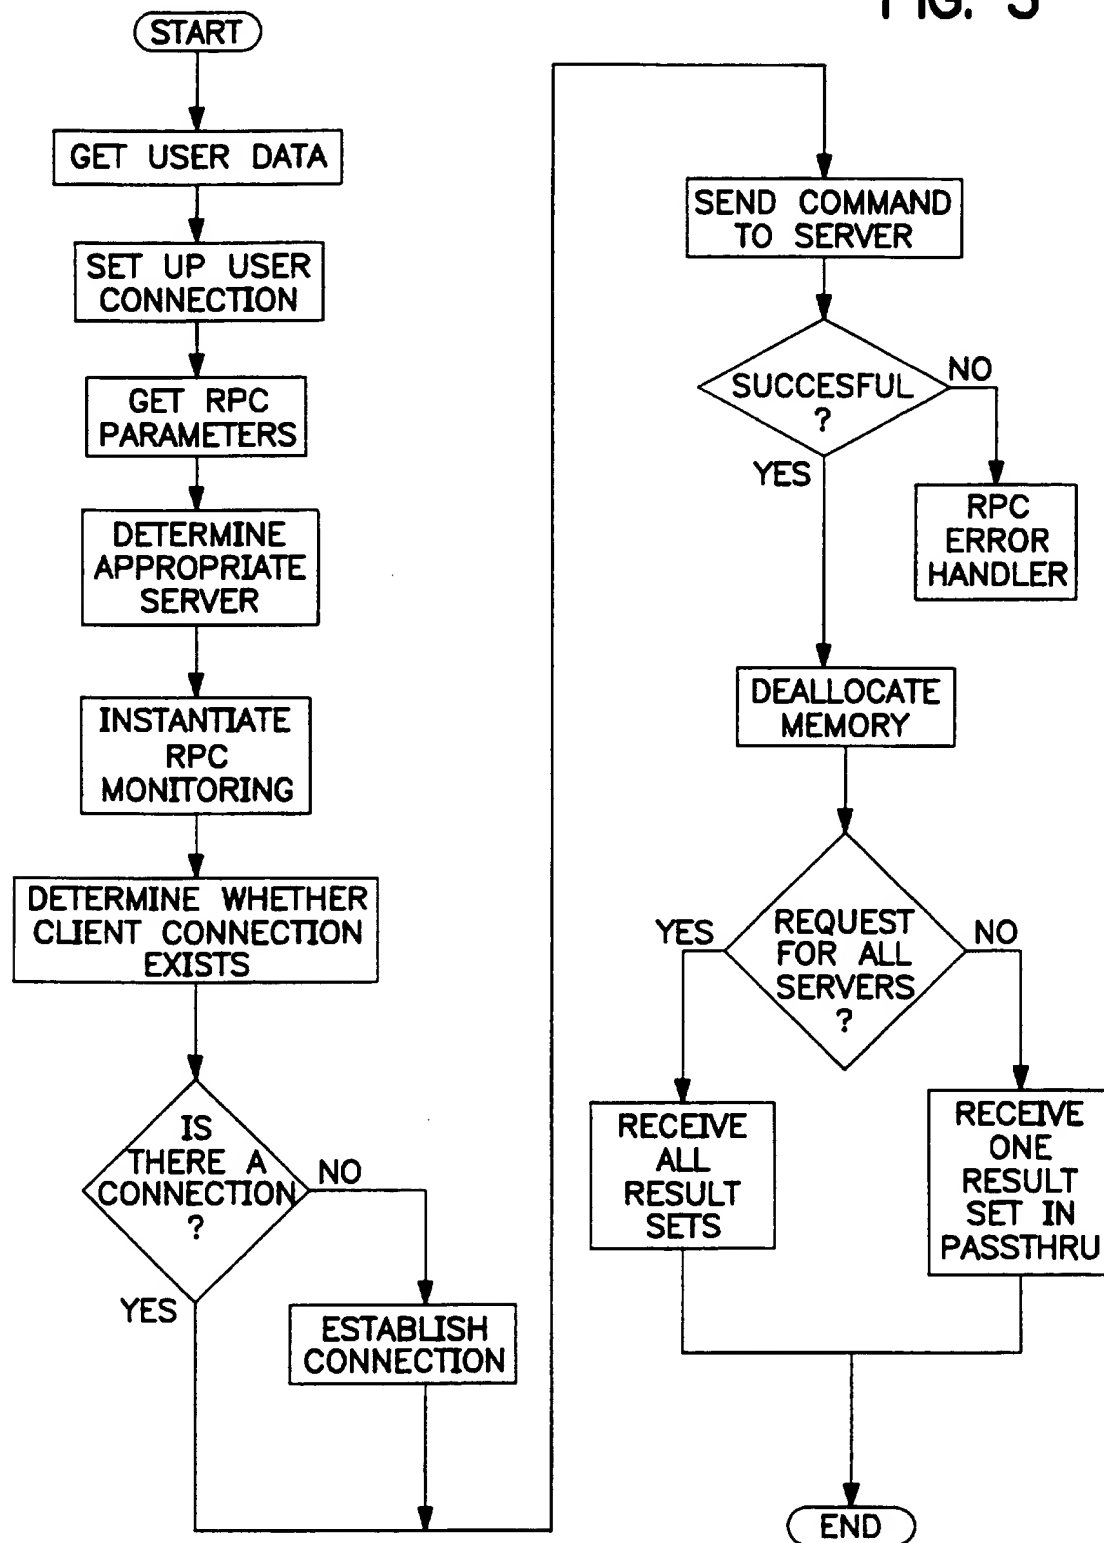 FIG.
START
GET USER DATA
SET UP USER
CONNECTION
GET RPC
PARAMETERS
DETERMINE
APPROPRIATE
SERVER
INSTANTIATE
RPC
MONITORING
DETERMINE WHETHER
CLIENT CONNECTION
EXISTS
IS
THERE A
CONNECTION
?
NO
YES
ESTABLISH
CONNECTION
SEND COMMAND
TO SERVER
SUCCESFUL
?
NO
YES
RPC
ERROR
HANDLER
DEALLOCATE
MEMORY
REQUEST
FOR ALL
SERVERS
?
YES
NO
RECEIVE
ALL
RESULT
SETS
RECEIVE
ONE
RESULT
SET IN
PASSTHRU
END